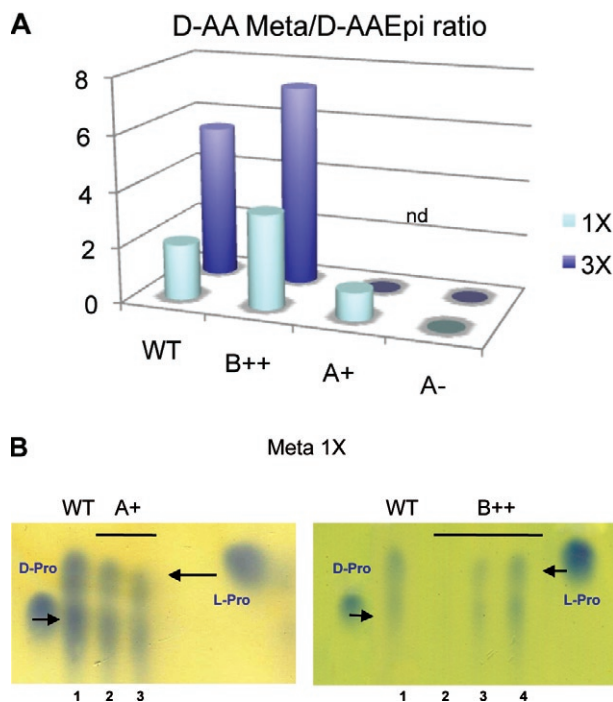 A
D-AA Meta/D-AAEpi ratio
8
6
4
2
0
nd
1X
3X
WT
B++
A+
A-
B
Meta 1X
WT A+
D-Pro
L-Pro
1 2 3
WT B++
D-Pro
L-Pro
1 2 3 4